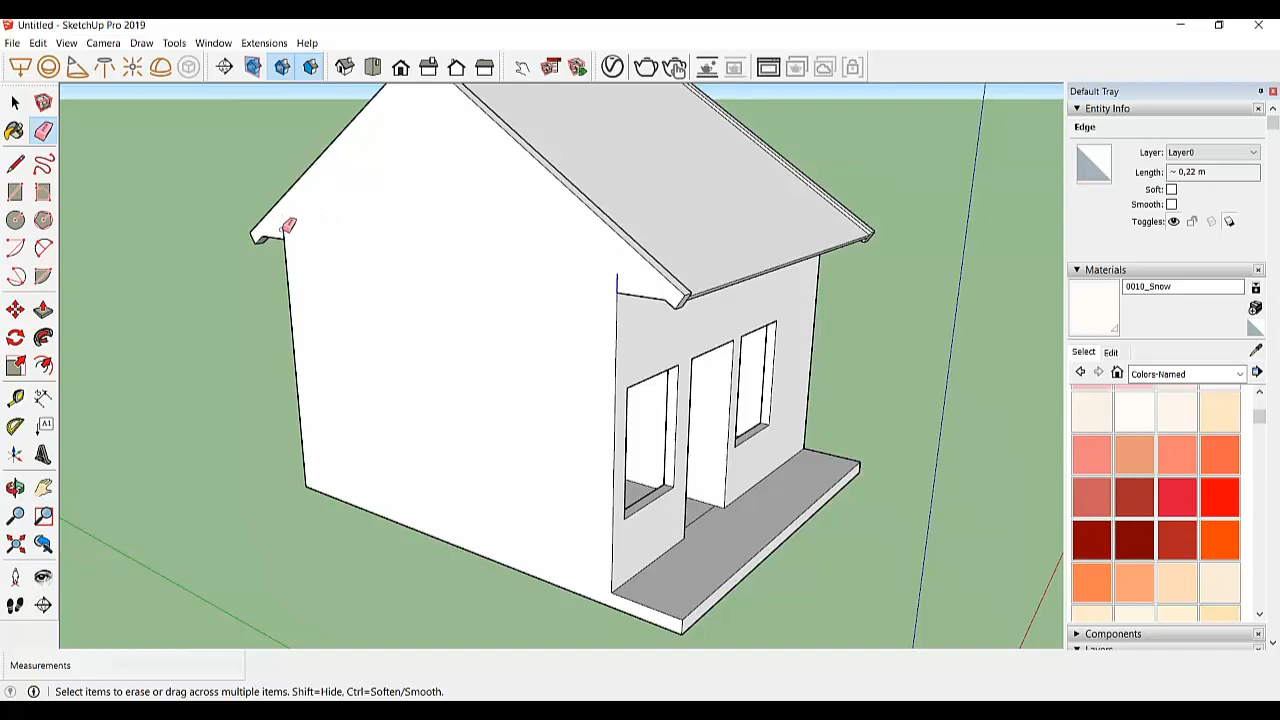 Untitled - SketchUp Pro 2019
File Edit View Camera Draw Tools Window Extensions Help
Default Tray
Entity Info
Edge
Layer: Layer0
Length: ~ 0,22 m
Soft:
Smooth:
Toggles:
Materials
0010_Snow
Select Edit
Colors-Named
A1
Components
Layers
Measurements
Select items to erase or drag across multiple items. Shift=Hide, Ctrl=Soften/Smooth.